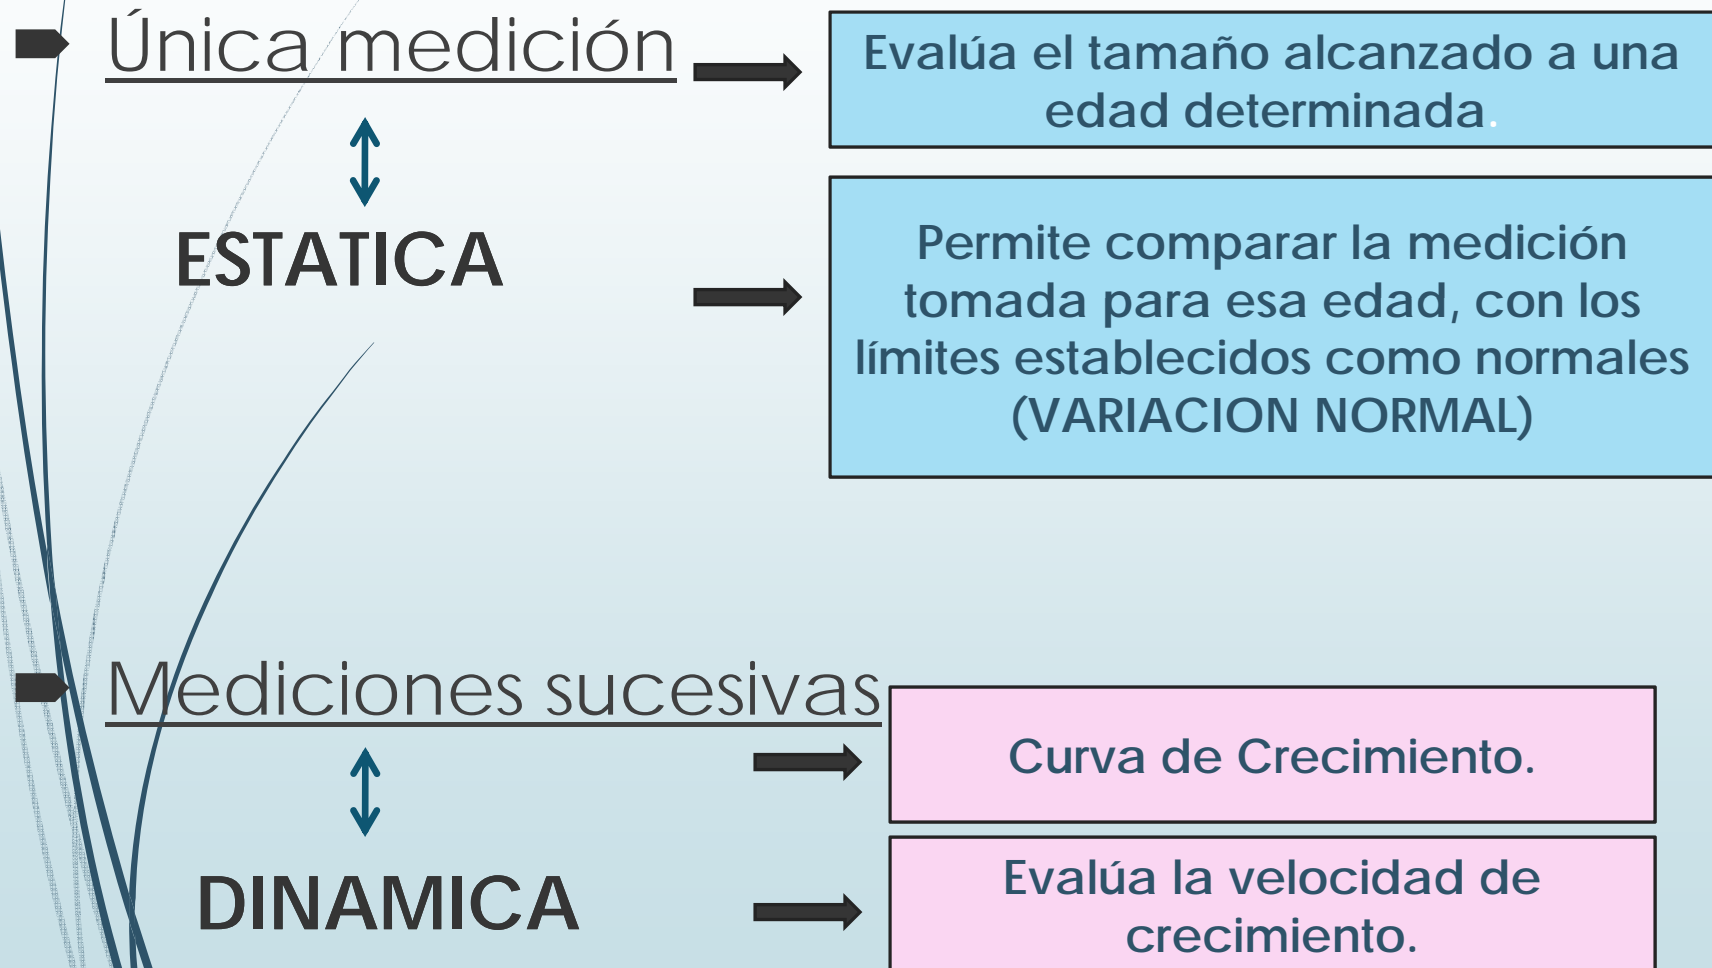 Única medición
Evalúa el tamaño alcanzado a una
edad determinada.
ESTATICA
Permite comparar la medición
tomada para esa edad, con los
límites establecidos como normales
(VARIACION NORMAL)
Mediciones sucesivas
Curva de Crecimiento.
DINAMICA
Evalúa la velocidad de
crecimiento.